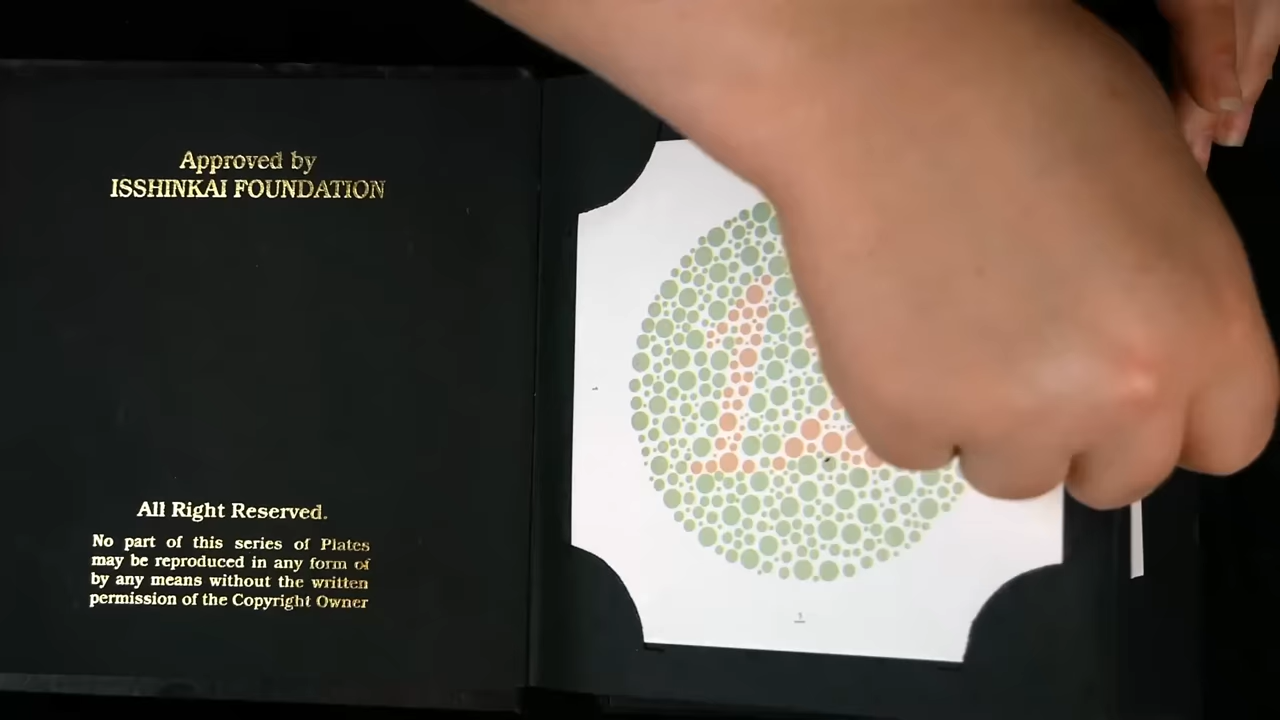 Approved by
ISSHINKAI FOUNDATION
All Right Reserved.
No part of this series of Plates
may be reproduced in any form of
by any means without the written
permission of the Copyright Owner
1